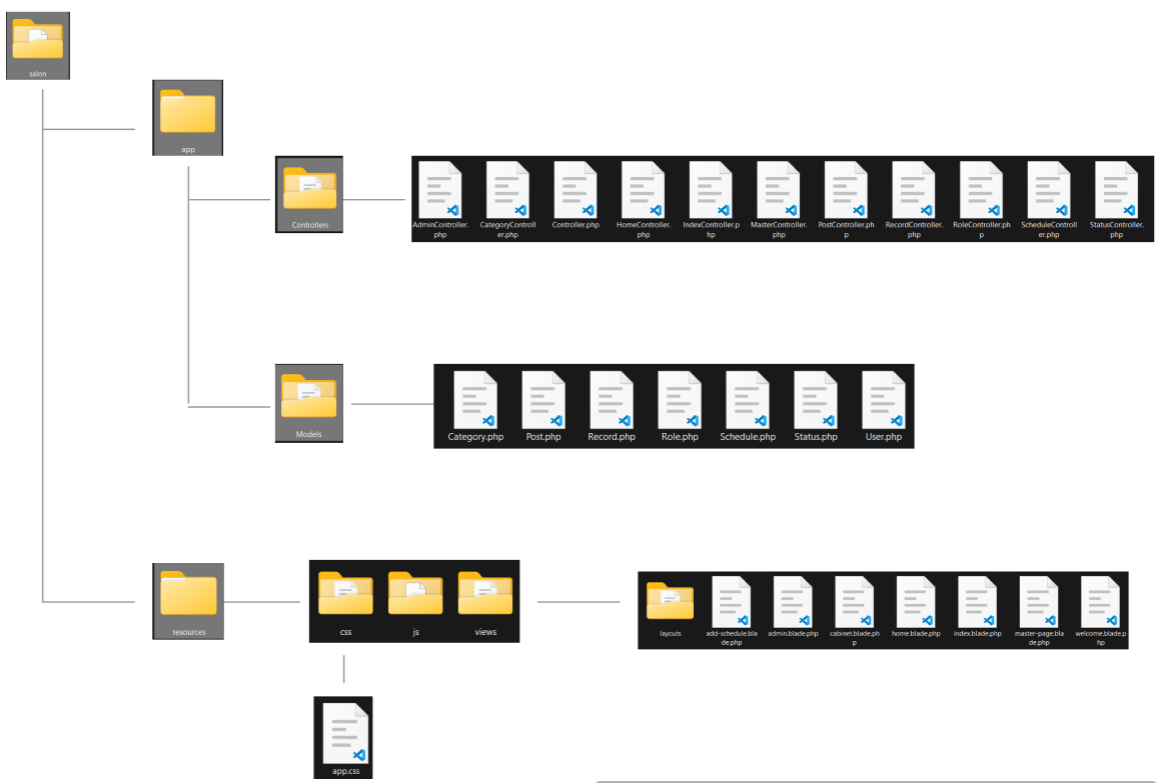 salon
app
Controllers
AdminController.
php
CategoryControll
er.php
Controller.php
HomeController.
php
IndexController.p
hp
MasterController.
php
PostController.ph
p
RecordController.
php
RoleController.ph
p
ScheduleControll
er.php
StatusController.
php
Models
Category.php
Post.php
Record.php
Role.php
Schedule.php
Status.php
User.php
resources
css
js
views
layouts
add-schedule.bla
de.php
admin.blade.php
cabinet.blade.ph
p
home.blade.php
index.blade.php
master-page.bla
de.php
welcome.blade.p
hp
app.css